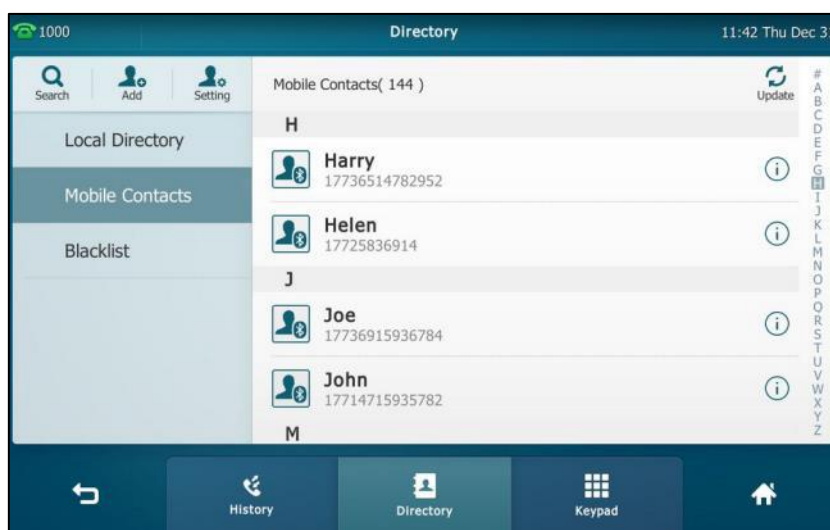 1000
Directory
11:42 Thu Dec 3
Search
Add
Setting
Mobile Contacts( 144 )
Update
Local Directory
Mobile Contacts
Blacklist
H
Harry
17736514782952
Helen
17725836914
J
Joe
17736915936784
John
17714715935782
M
#
A
B
C
D
E
F
G
H
I
J
K
L
M
N
O
P
Q
R
S
T
U
V
W
X
Y
Z
History
Directory
Keypad